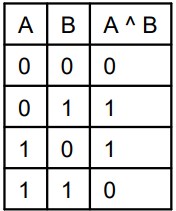 A B A ^ B
0 0 0
0 1 1
1 0 1
1 1 0